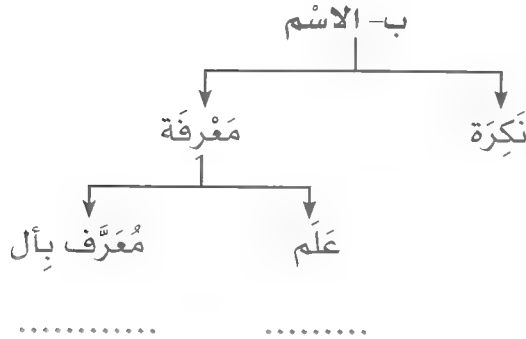 ب- الاسْم
نَكِرَة مَعْرِفَة
عَلَم مُعَرَّف بِأل
......... ............